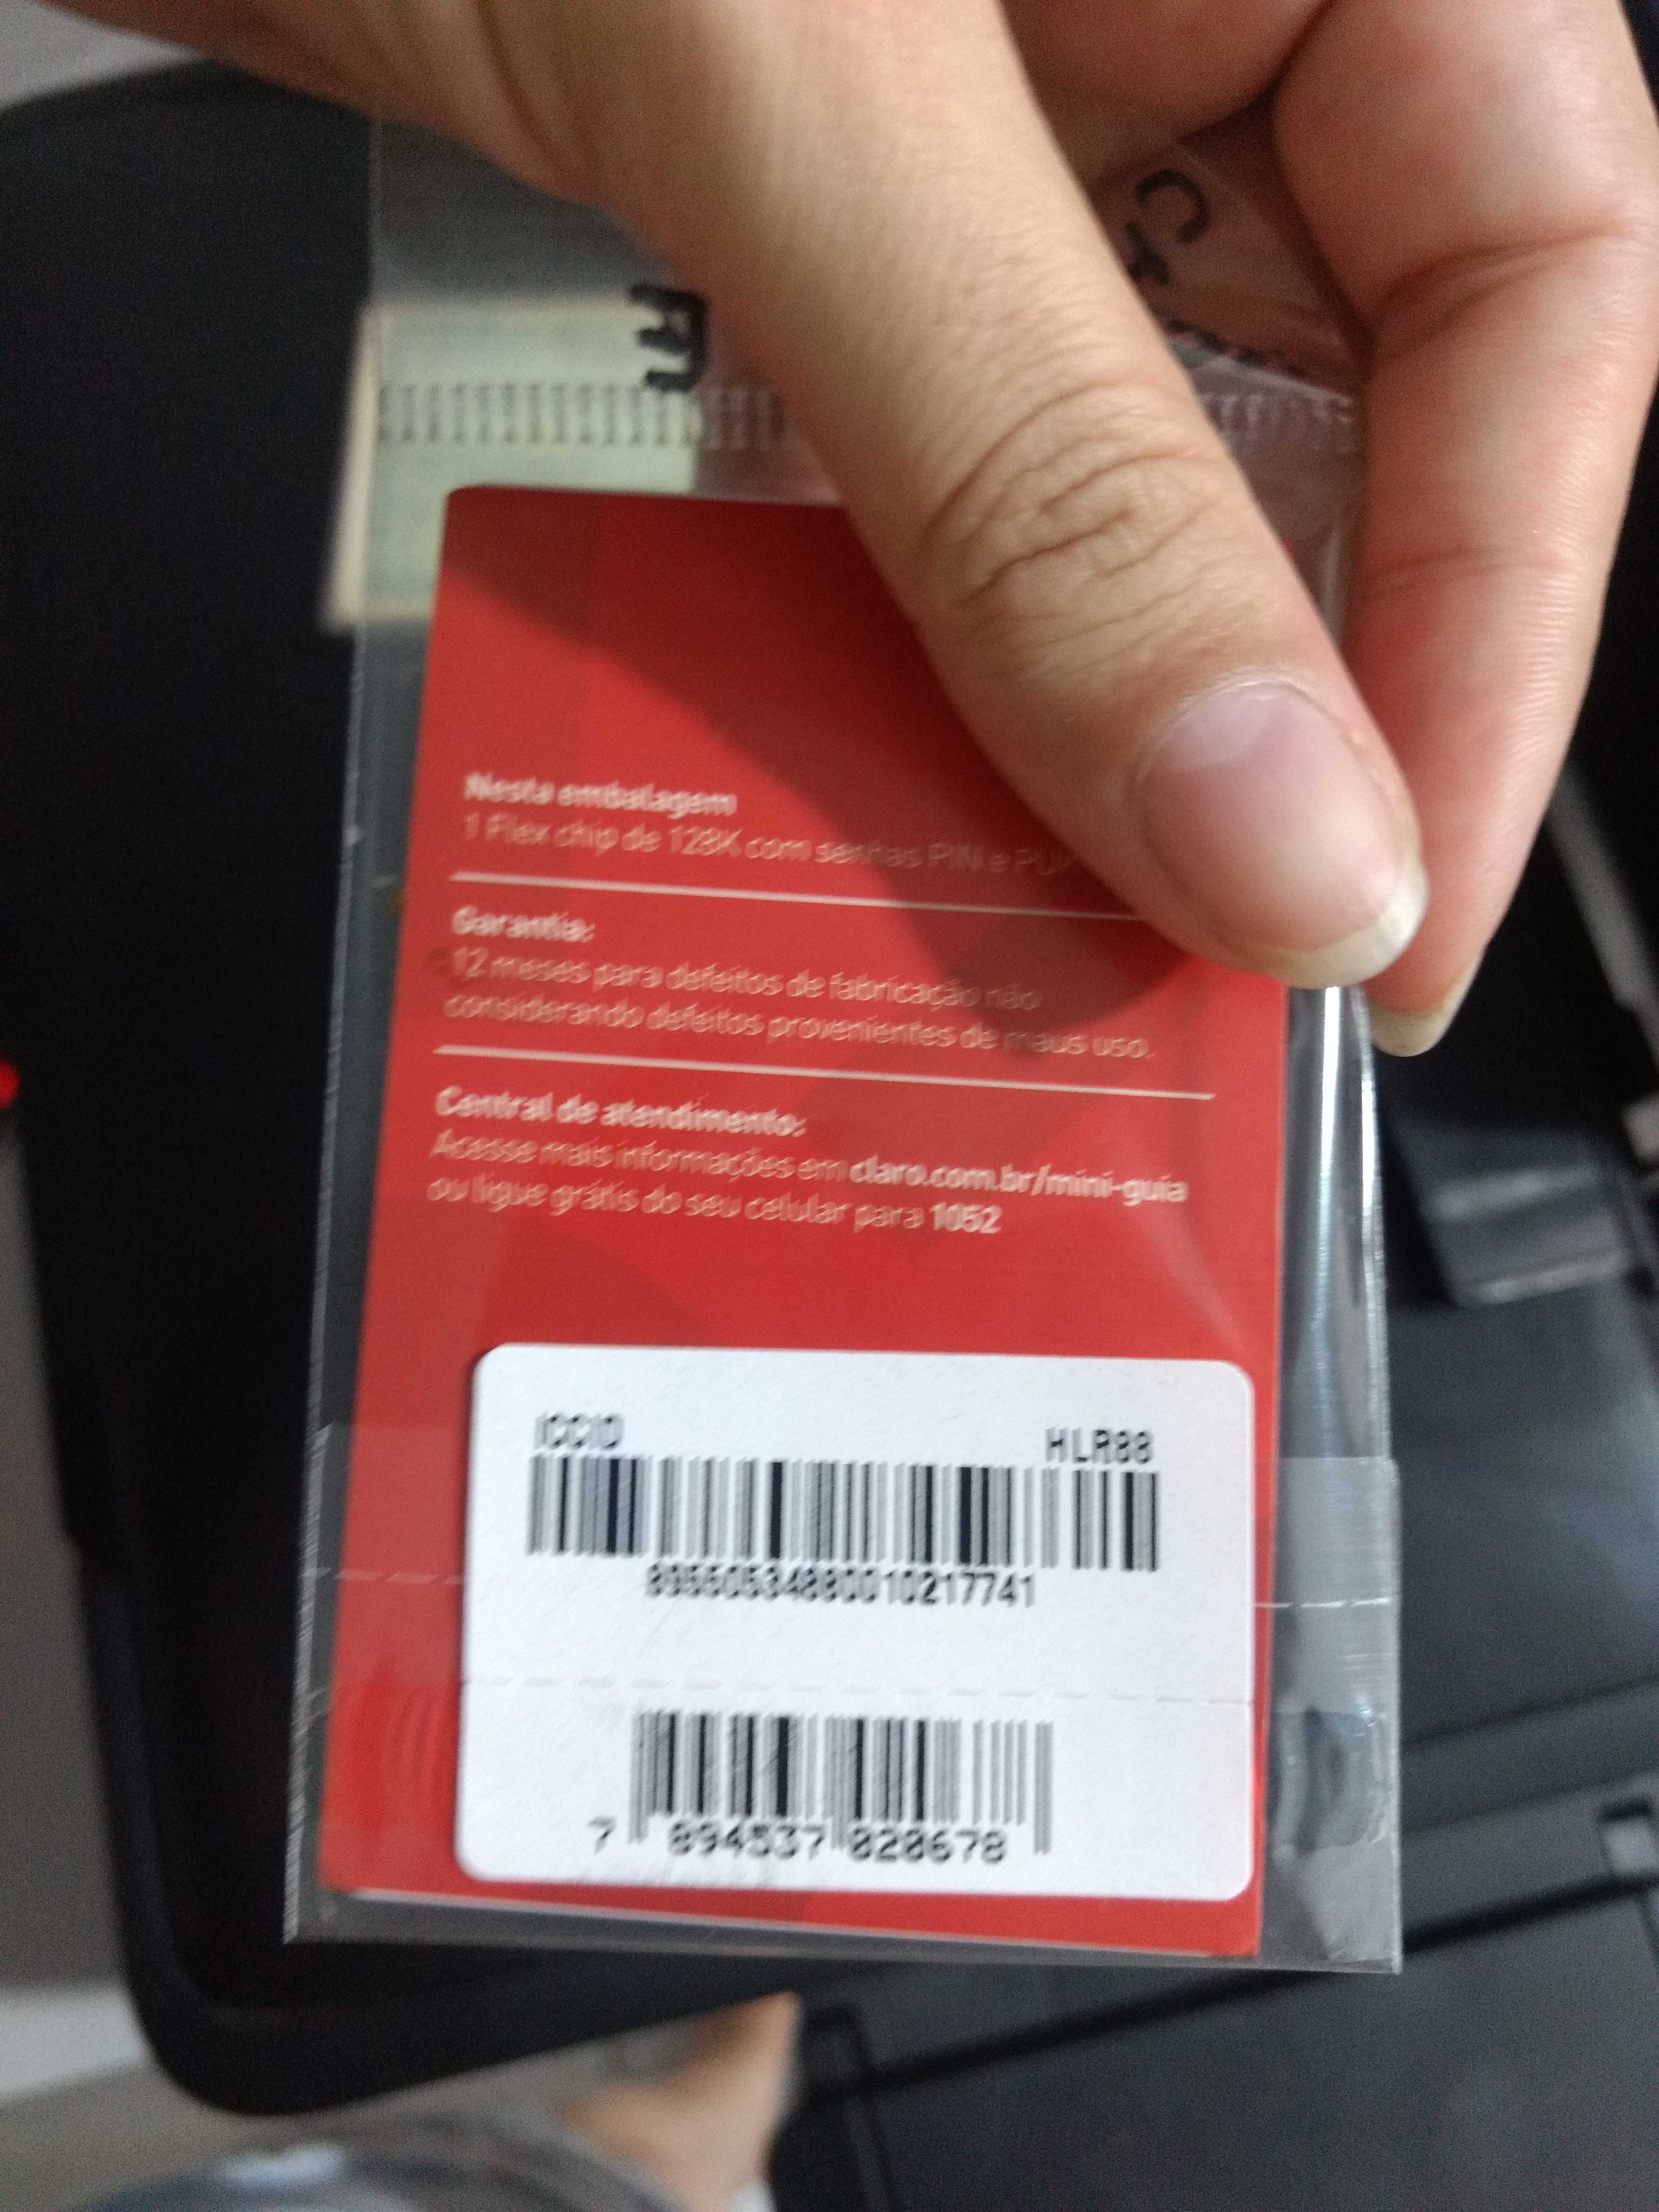 Nesta embalagem
1 Flex chip de 128K com senhas PIN e PUK
Garantia:
12 meses para defeitos de fabricação não
considerando defeitos provenientes de maus uso.
Central de atendimento:
Acesse mais informações em claro.com.br/mini-guia
ou ligue grátis do seu celular para 1052
ICCID HLR88
89550534880010217741
7 894537 020678